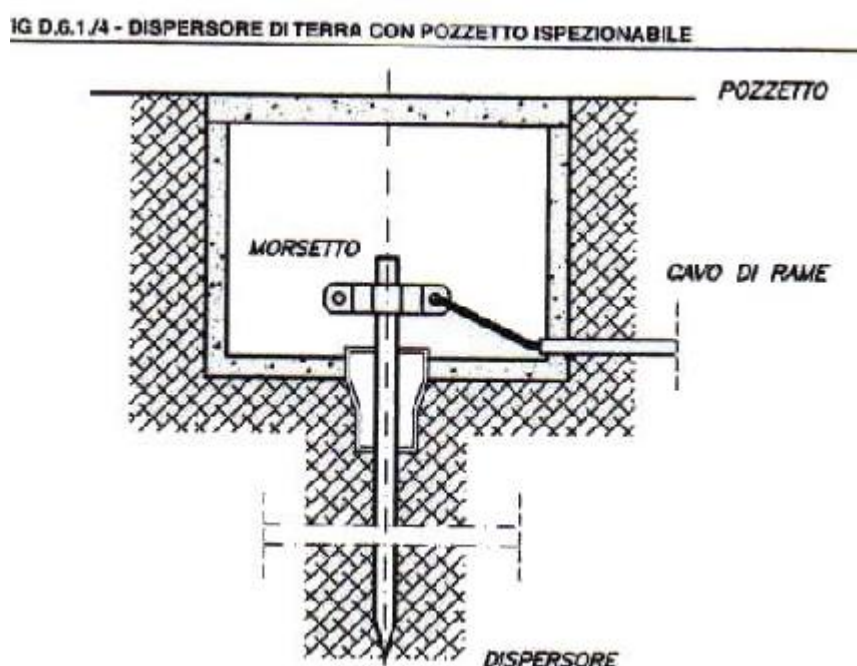 IG D.6.1./4 - DISPERSORE DI TERRA CON POZZETTO ISPEZIONABILE
POZZETTO
MORSETTO
CAVO DI RAME
DISPERSORE